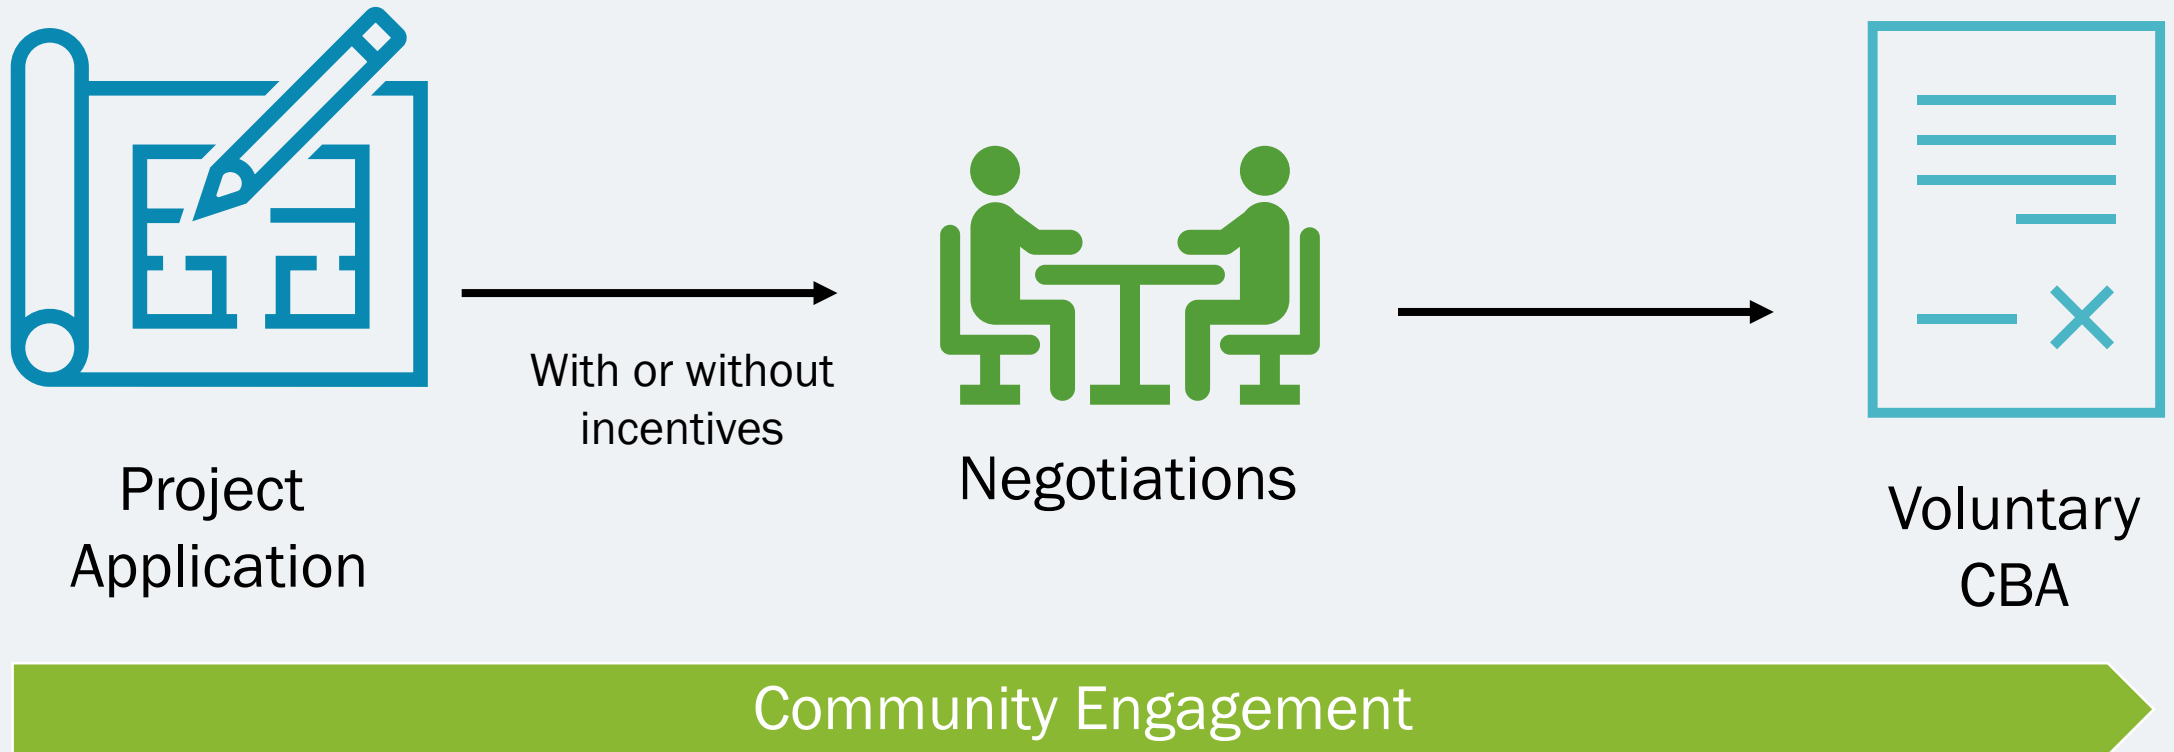 Project
Application
With or without
incentives
Negotiations
Voluntary
CBA
Community Engagement